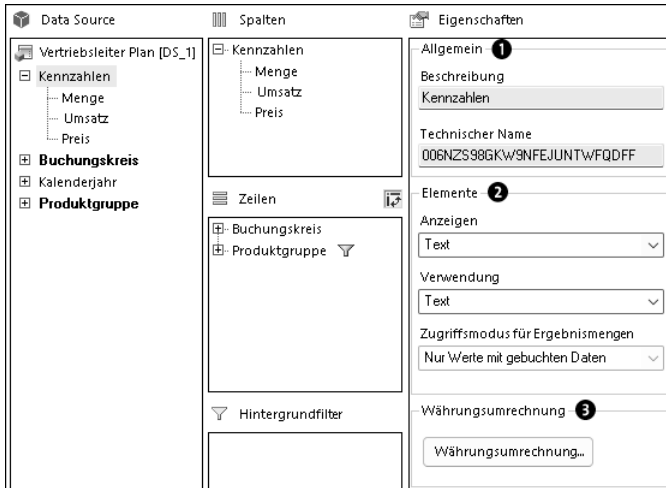 Data Source
Vertriebsleiter Plan [DS_1]
Kennzahlen
Menge
Umsatz
Preis
Buchungskreis
Kalenderjahr
Produktgruppe
Spalten
Kennzahlen
Menge
Umsatz
Preis
Zeilen
Buchungskreis
Produktgruppe
Hintergrundfilter
Eigenschaften
Allgemein 1
Beschreibung
Kennzahlen
Technischer Name
006NZS98GKW9NFEJUNTWFQDFF
Elemente 2
Anzeigen
Text
Verwendung
Text
Zugriffsmodus für Ergebnismengen
Nur Werte mit gebuchten Daten
Währungsumrechnung 3
Währungsumrechnung...